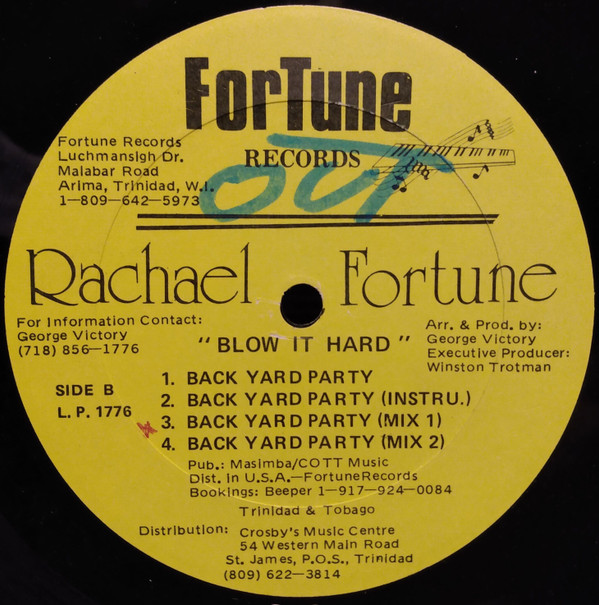 ForTune
RECORDS
OUT
Fortune Records
Luchmansigh Dr.
Malabar Road
Arima, Trinidad, W.I.
1—809—642—5973
Rachael Fortune
For Information Contact:
George Victory
(718) 856—1776
"BLOW IT HARD"
Arr. & Prod. by:
George Victory
Executive Producer:
Winston Trotman
SIDE B
L.P. 1776
1. BACK YARD PARTY
2. BACK YARD PARTY (INSTRU.)
3. BACK YARD PARTY (MIX 1)
4. BACK YARD PARTY (MIX 2)
Pub.: Masimba/COTT Music
Dist. In U.S.A.—FortuneRecords
Bookings: Beeper 1—917—924—0084
Trinidad & Tobago
Distribution: Crosby's Music Centre
54 Western Main Road
St. James, P.O.S., Trinidad
(809) 622—3814